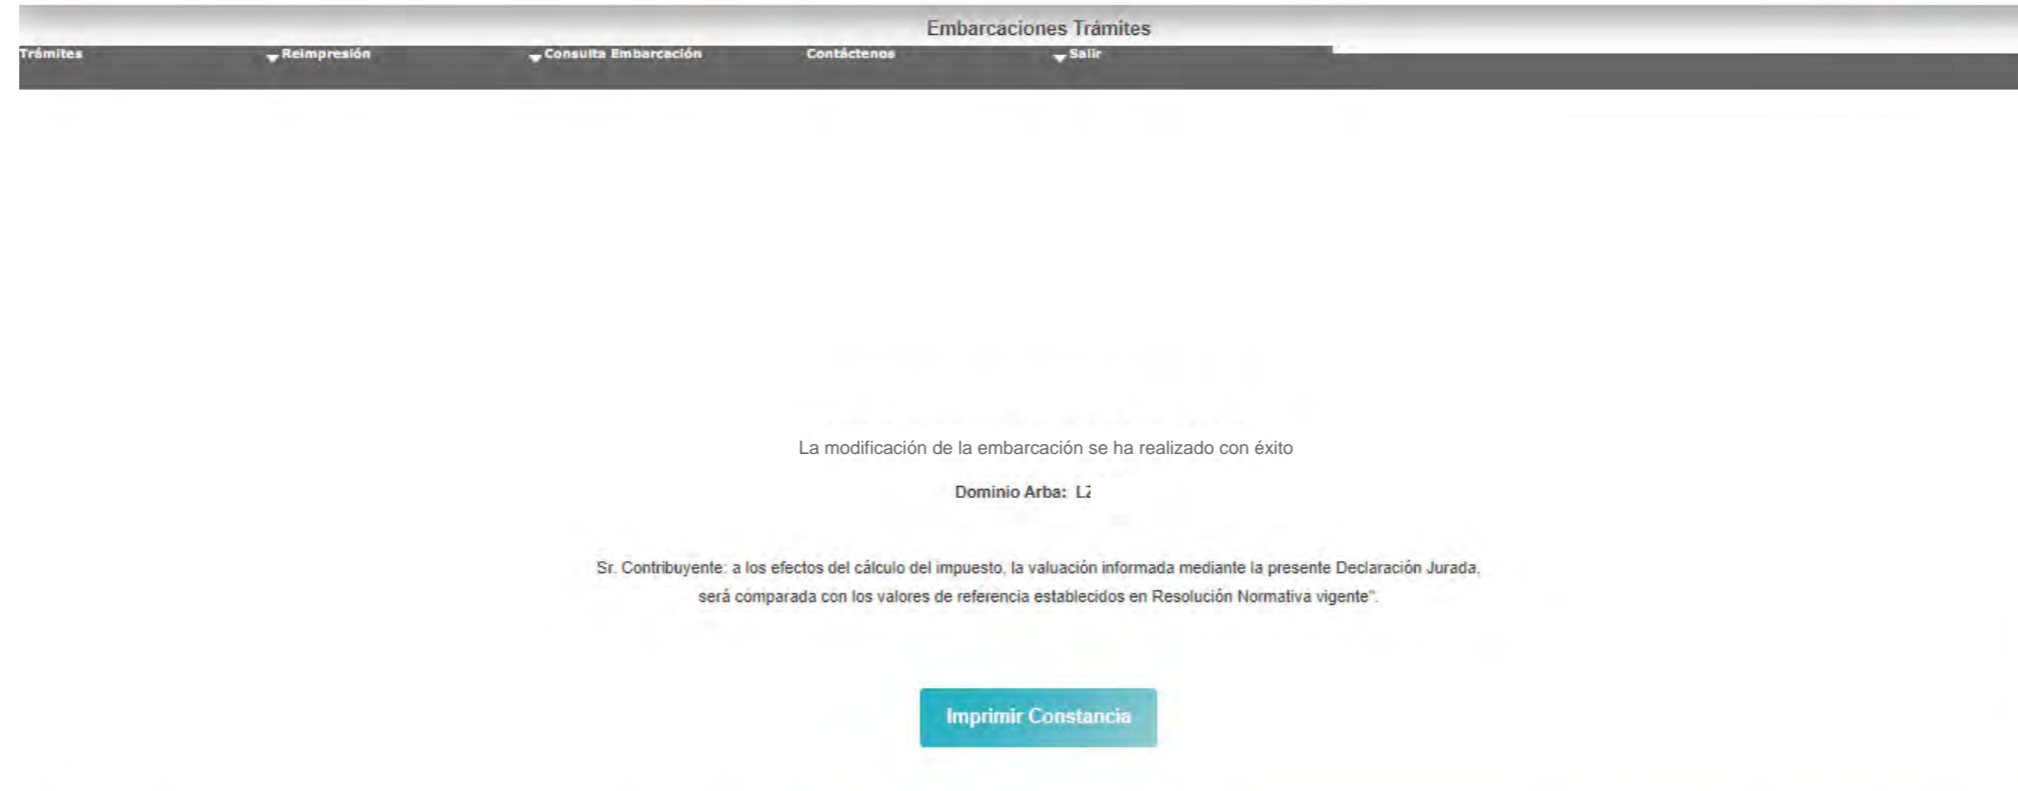 Embarcaciones Trámites
Trámites Reimpresión Consulta Embarcación Contáctenos Salir
La modificación de la embarcación se ha realizado con éxito
Dominio Arba: LZ
Sr. Contribuyente: a los efectos del cálculo del impuesto, la valuación informada mediante la presente Declaración Jurada,
será comparada con los valores de referencia establecidos en Resolución Normativa vigente".
Imprimir Constancia